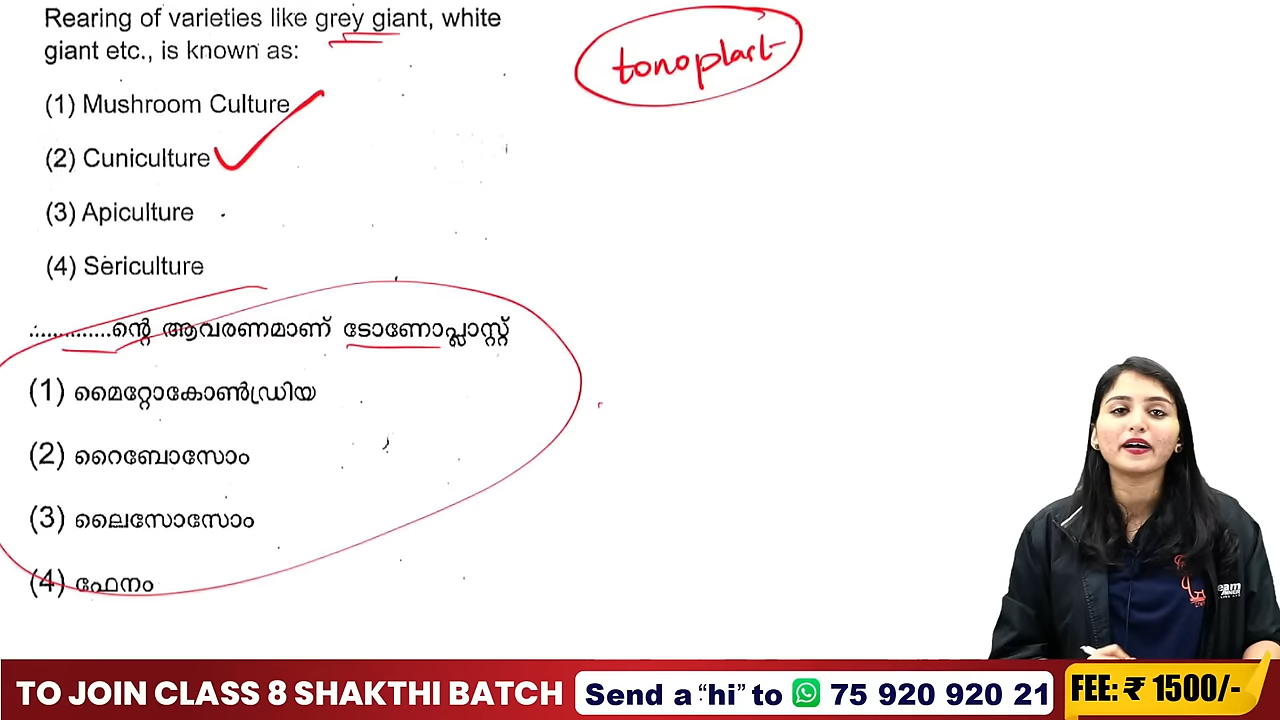 Rearing of varieties like grey giant, white
giant etc., is known as:
(1) Mushroom Culture
(2) Cuniculture
(3) Apiculture
(4) Sericulture
tonoplast
............ന്റെ ആവരണമാണ് ടോണോപ്ലാസ്റ്റ്
(1) മൈറ്റോകോൺഡ്രിയ
(2) റൈബോസോം
(3) ലൈസോസോം
(4) ഫേനം
TO JOIN CLASS 8 SHAKTHI BATCH
Send a “hi” to 75 920 920 21
FEE: ₹ 1500/-